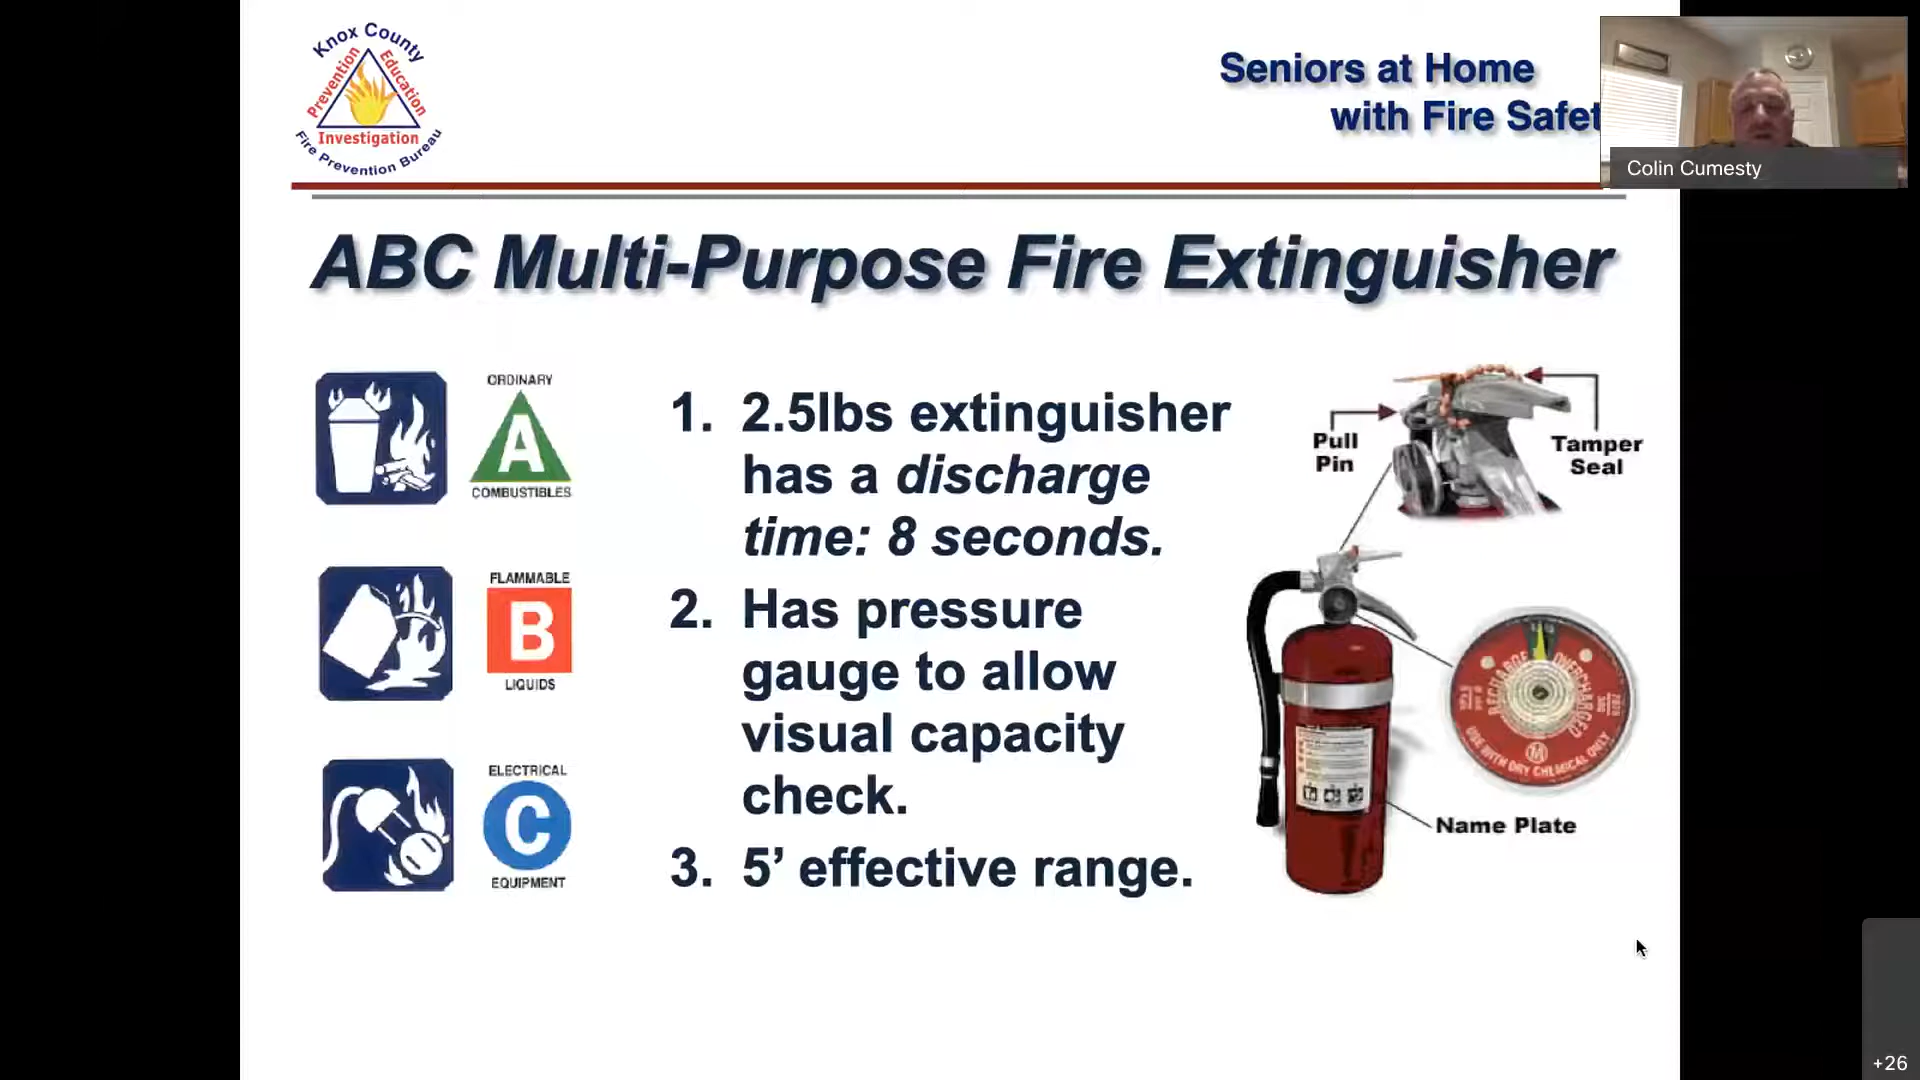 Knox County
Prevention
Education
Investigation
Fire Prevention Bureau
Seniors at Home
with Fire Safet
Colin Cumesty
ABC Multi-Purpose Fire Extinguisher
ORDINARY
A
COMBUSTIBLES
FLAMMABLE
B
LIQUIDS
ELECTRICAL
C
EQUIPMENT
1. 2.5lbs extinguisher
has a discharge
time: 8 seconds.
2. Has pressure
gauge to allow
visual capacity
check.
3. 5’ effective range.
Pull
Pin
Tamper
Seal
RECHARGE
OVERCHARGED
USE WITH DRY CHEMICAL ONLY
M
Name Plate
+26